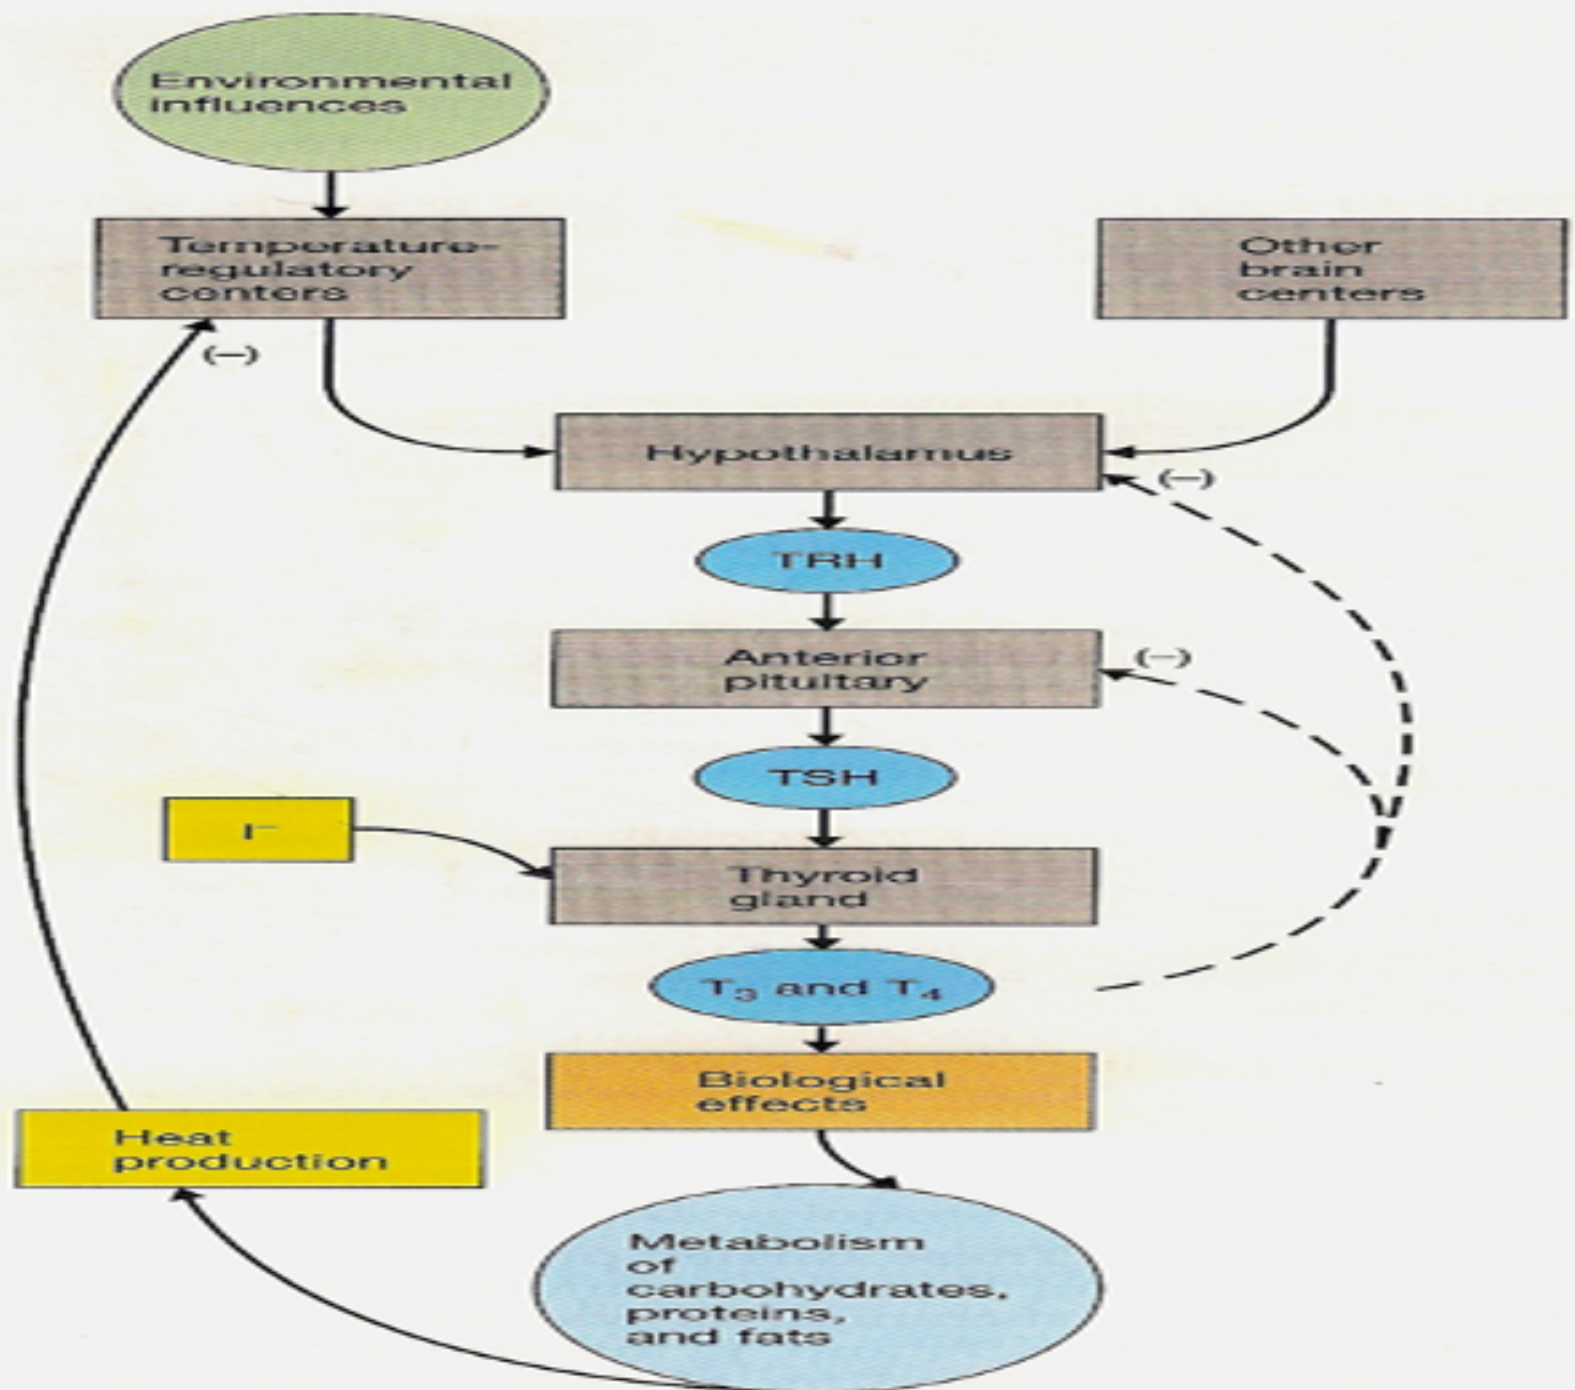 Environmental
influences
Temperature-
regulatory
centers
Other
brain
centers
(−)
Hypothalamus
(−)
TRH
Anterior
pituitary
(−)
TSH
I⁻
Thyroid
gland
T₃ and T₄
Biological
effects
Heat
production
Metabolism
of
carbohydrates,
proteins,
and fats